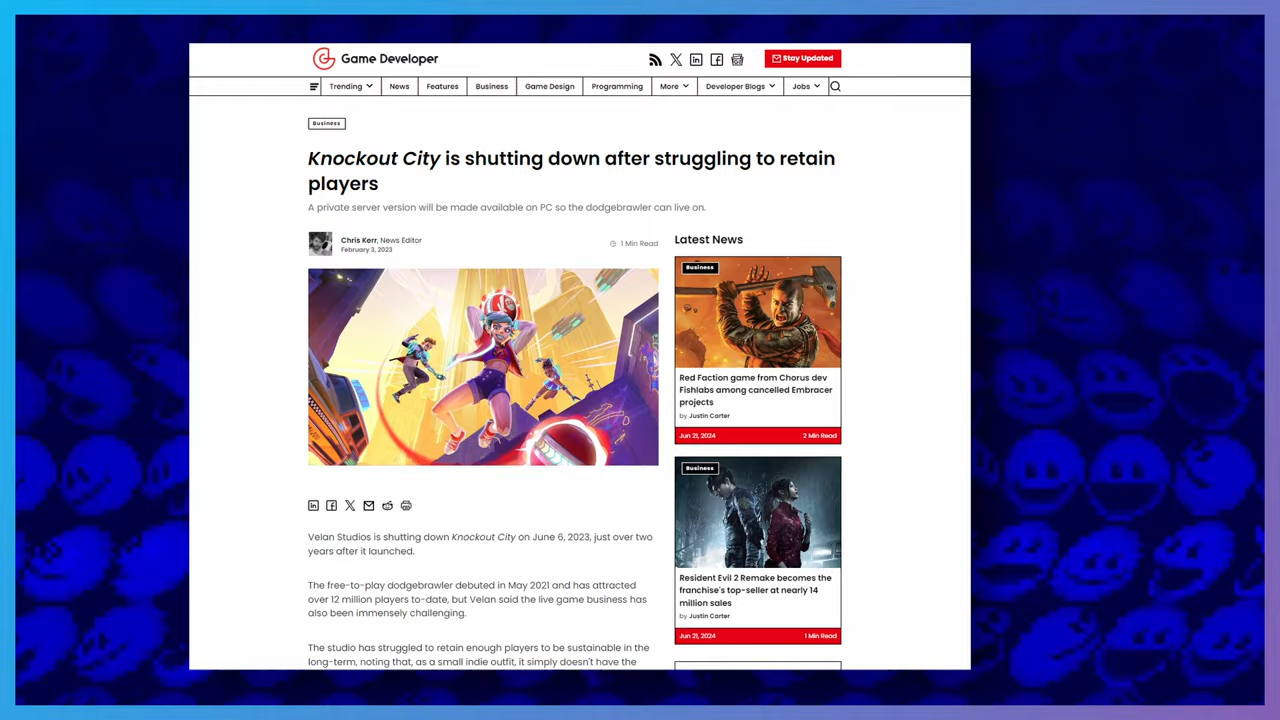 Game Developer
Stay Updated
Trending
News
Features
Business
Game Design
Programming
More
Developer Blogs
Jobs
Business
Knockout City is shutting down after struggling to retain
players
A private server version will be made available on PC so the dodgebrawler can live on.
Chris Kerr, News Editor
February 3, 2023
1 Min Read
Velan Studios is shutting down Knockout City on June 6, 2023, just over two
years after it launched.
The free-to-play dodgebrawler debuted in May 2021 and has attracted
over 12 million players to-date, but Velan said the live game business has
also been immensely challenging.
The studio has struggled to retain enough players to be sustainable in the
long-term, noting that, as a small indie outfit, it simply doesn't have the
Latest News
Business
Red Faction game from Chorus dev
Fishlabs among cancelled Embracer
projects
by Justin Carter
Jun 21, 2024
2 Min Read
Business
Resident Evil 2 Remake becomes the
franchise's top-seller at nearly 14
million sales
by Justin Carter
Jun 21, 2024
1 Min Read